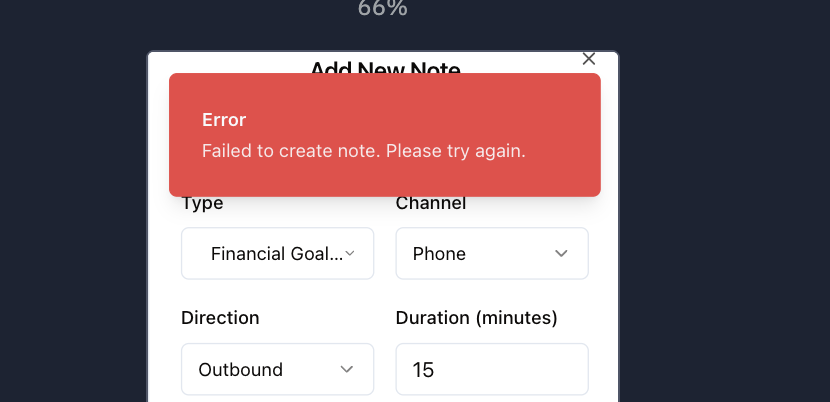 66%
Add New Note
Error
Failed to create note. Please try again.
Type
Channel
Financial Goal...
Phone
Direction
Duration (minutes)
Outbound
15